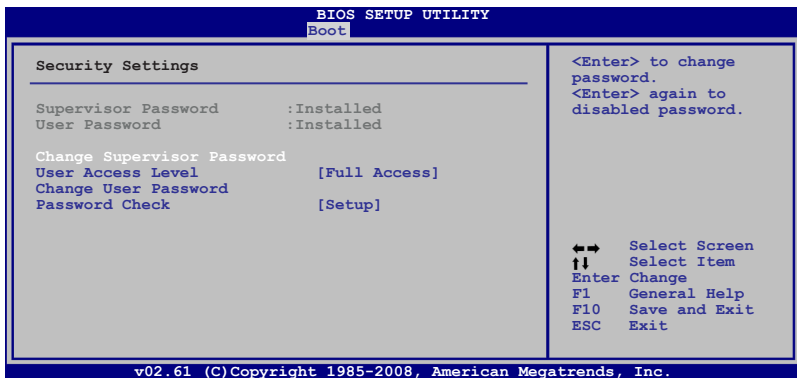 BIOS SETUP UTILITY
Boot
Security Settings
Supervisor Password :Installed
User Password :Installed
Change Supervisor Password
User Access Level [Full Access]
Change User Password
Password Check [Setup]
<Enter> to change
password.
<Enter> again to
disabled password.
←→ Select Screen
↑↓ Select Item
Enter Change
F1 General Help
F10 Save and Exit
ESC Exit
v02.61 (C)Copyright 1985-2008, American Megatrends, Inc.